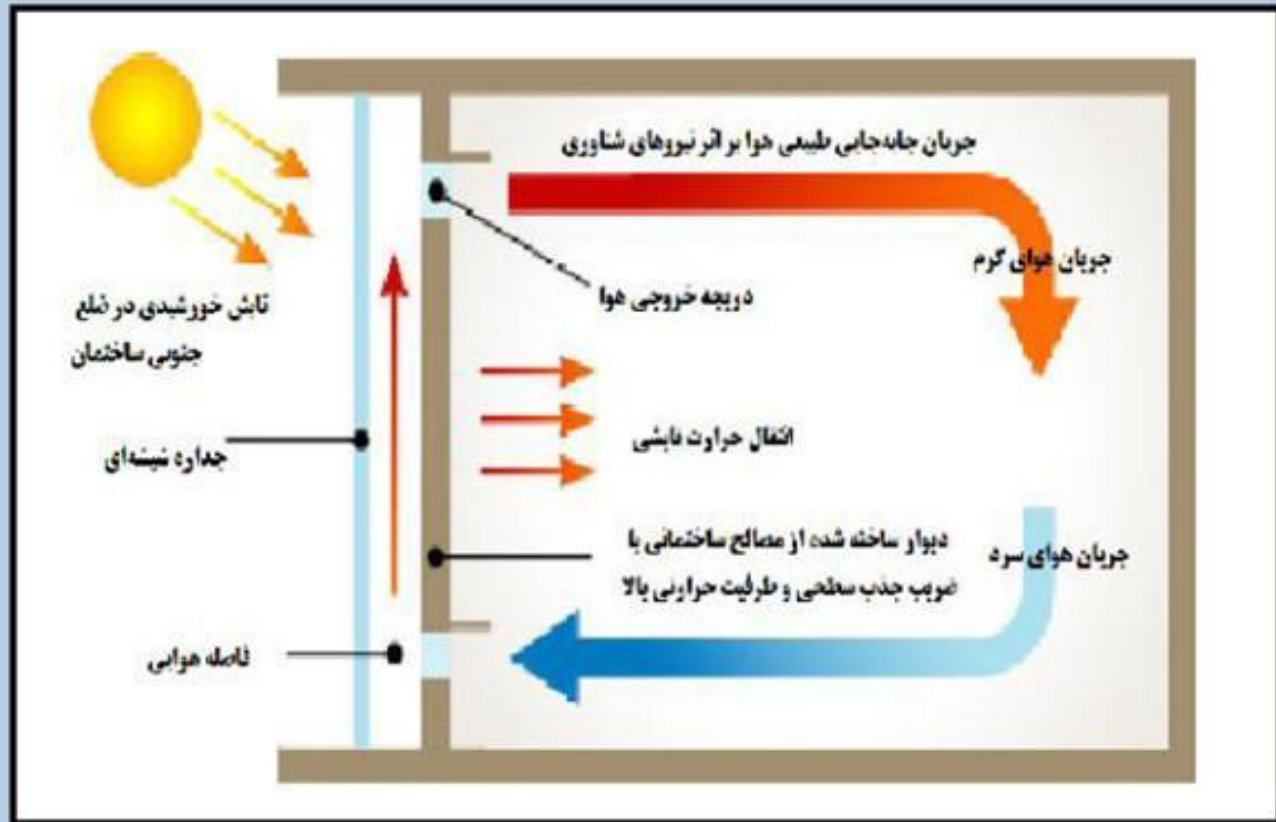 جریان جابه‌جایی طبیعی هوا بر اثر نیروهای شناوری
جریان هوای گرم
دریچه خروجی هوا
تابش خورشیدی در ضلع
جنوبی ساختمان
انتقال حرارت تابشی
جداره شیشه‌ای
دیوار ساخته شده از مصالح ساختمانی با
ضریب جذب سطحی و ظرفیت حرارتی بالا
جریان هوای سرد
فاصله هوایی